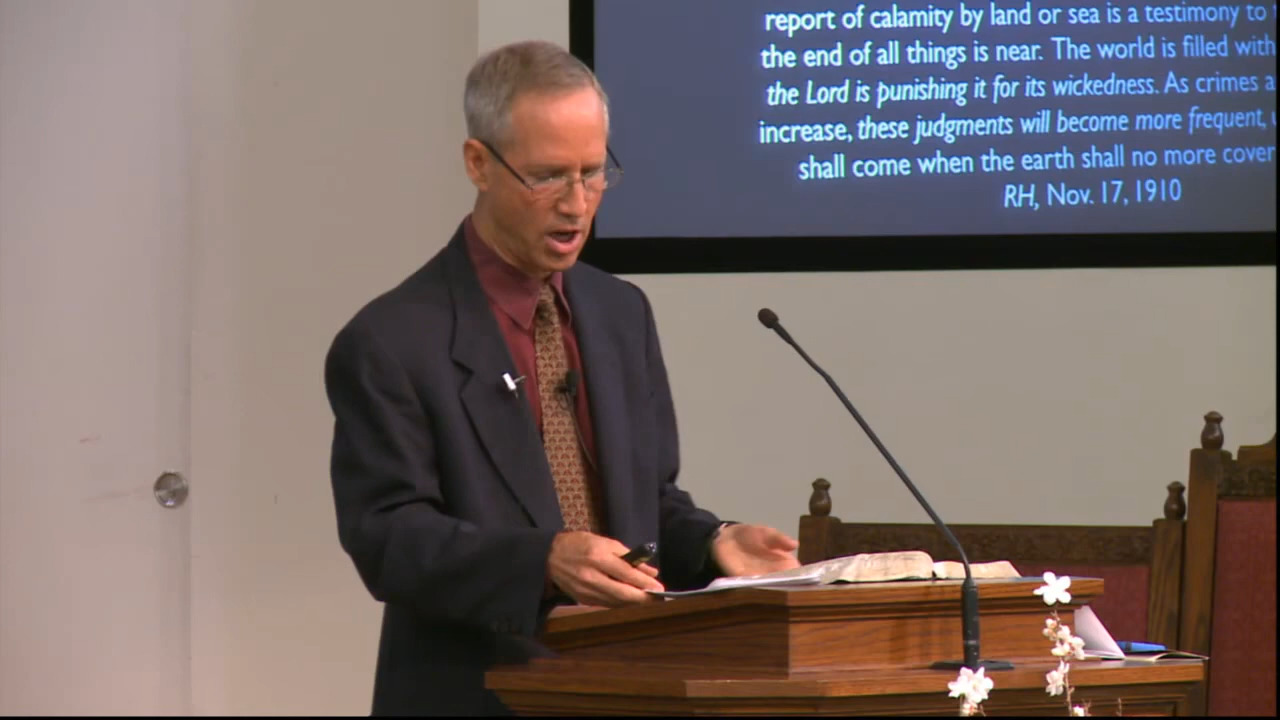 report of calamity by land or sea is a testimony to
the end of all things is near. The world is filled with
the Lord is punishing it for its wickedness. As crimes
increase, these judgments will become more frequent,
shall come when the earth shall no more cover
RH, Nov. 17, 1910